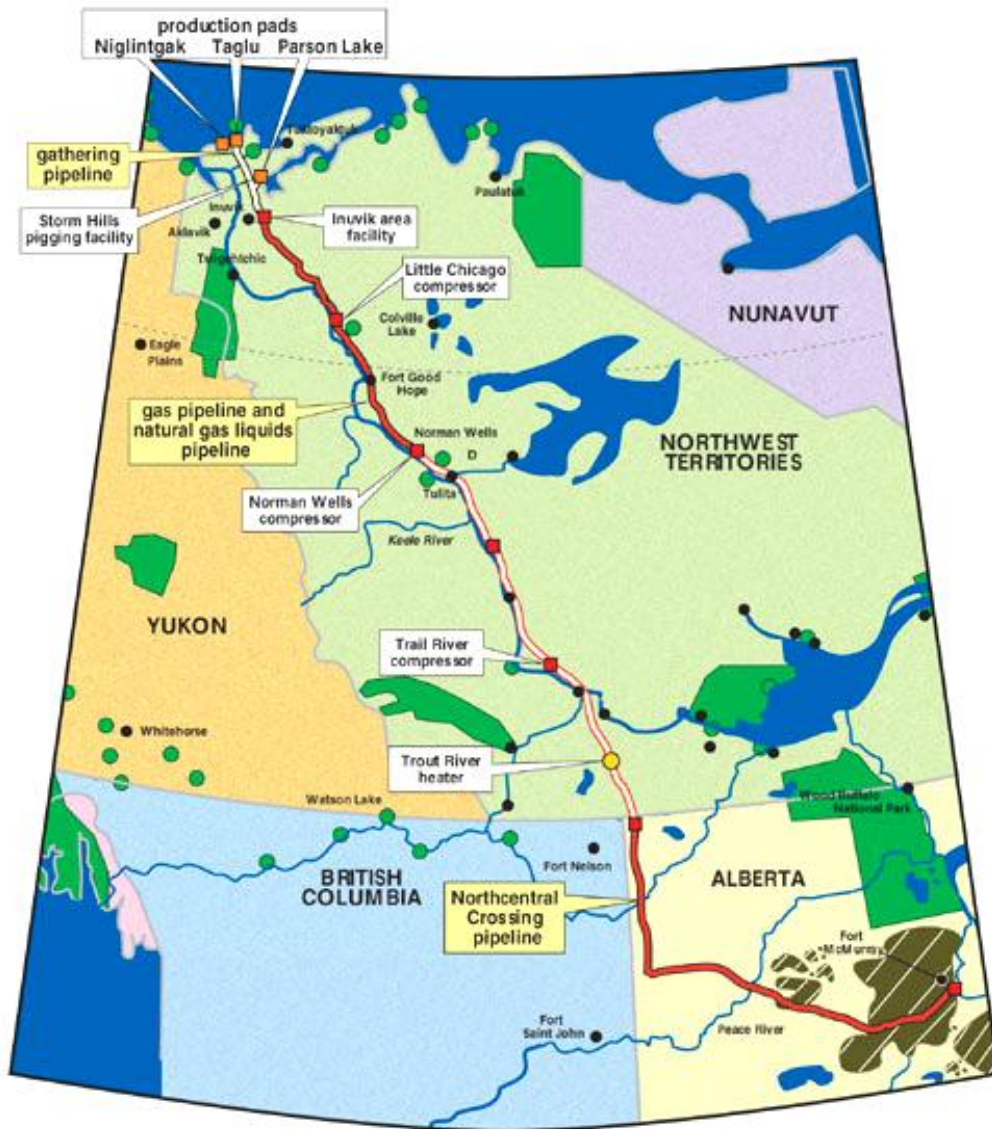 production pads
Niglintgak Taglu Parson Lake
Tuktoyaktuk
gathering
pipeline
Paulatuk
Storm Hills
pigging facility
Inuvik
Aklavik
Inuvik area
facility
Tsiigehtchic
Little Chicago
compressor
NUNAVUT
Colville
Lake
Eagle
Plains
Fort Good
Hope
gas pipeline and
natural gas liquids
pipeline
Norman Wells
D
NORTHWEST
TERRITORIES
Tulita
Norman Wells
compressor
Keele River
YUKON
Trail River
compressor
Whitehorse
Trout River
heater
Watson Lake
Wood Buffalo
National Park
Fort Nelson
BRITISH
COLUMBIA
ALBERTA
Northcentral
Crossing
pipeline
Fort
McMurray
Fort
Saint John
Peace River